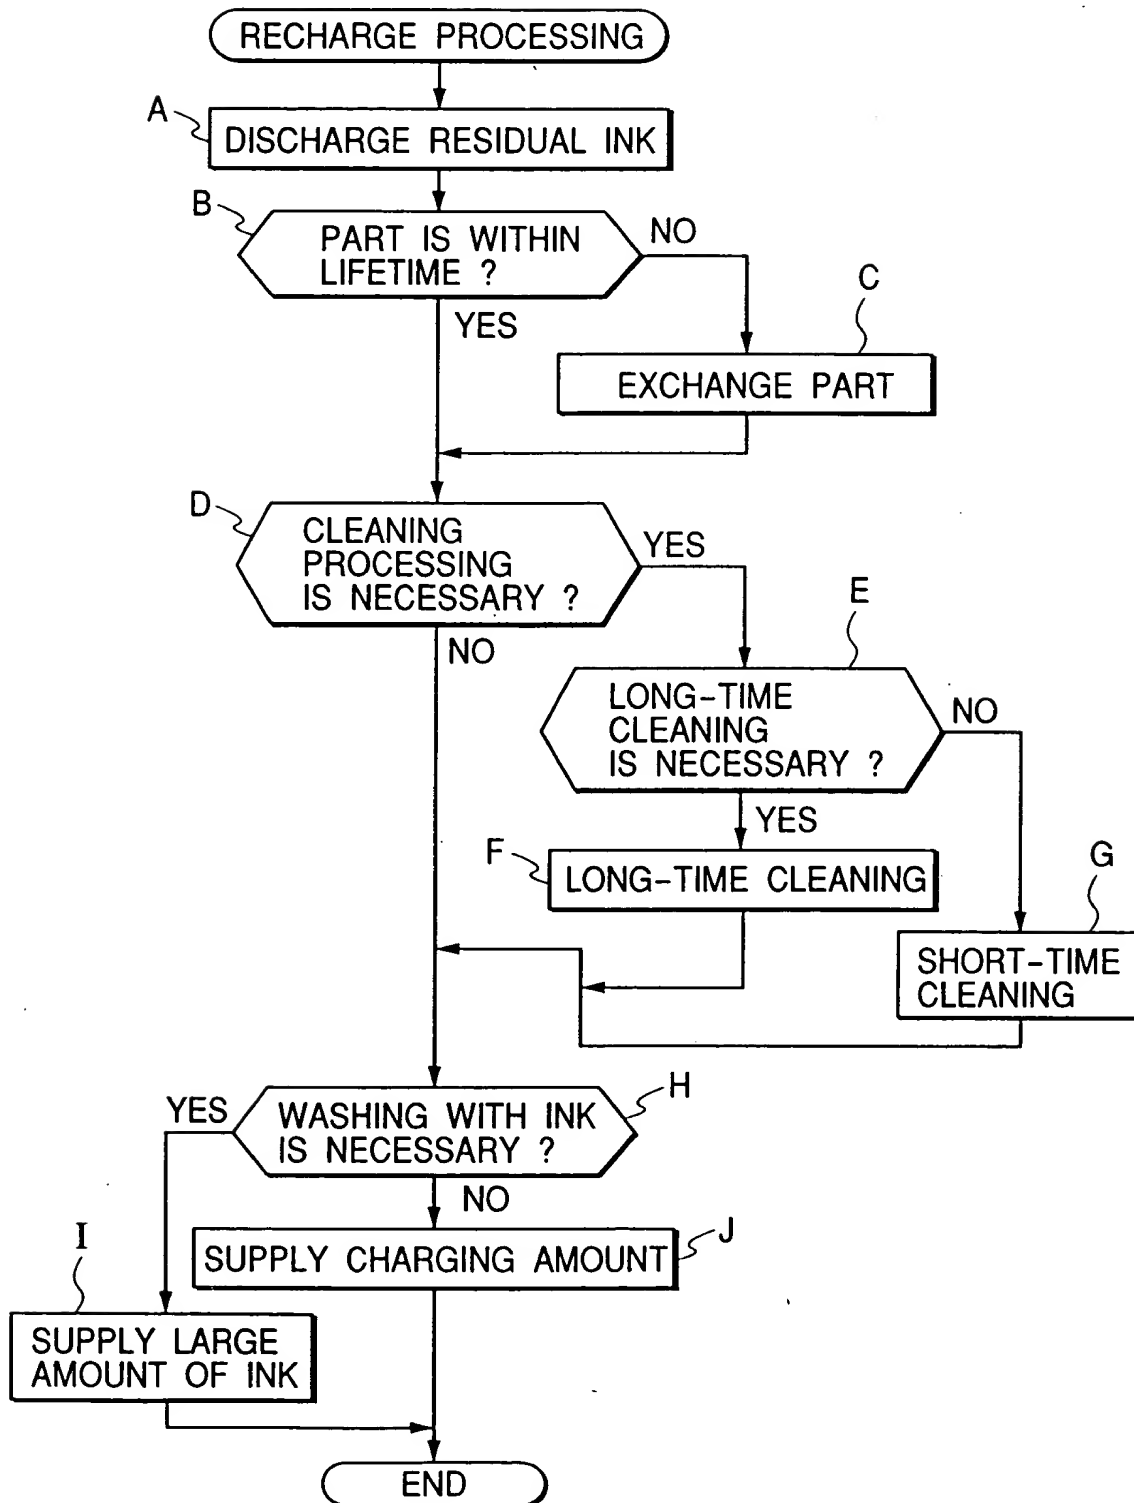 RECHARGE PROCESSING
A
DISCHARGE RESIDUAL INK
B
PART IS WITHIN
LIFETIME ?
NO
YES
C
EXCHANGE PART
D
CLEANING
PROCESSING
IS NECESSARY ?
YES
NO
E
LONG-TIME
CLEANING
IS NECESSARY ?
NO
YES
F
LONG-TIME CLEANING
G
SHORT-TIME
CLEANING
H
YES
WASHING WITH INK
IS NECESSARY ?
NO
J
SUPPLY CHARGING AMOUNT
I
SUPPLY LARGE
AMOUNT OF INK
END